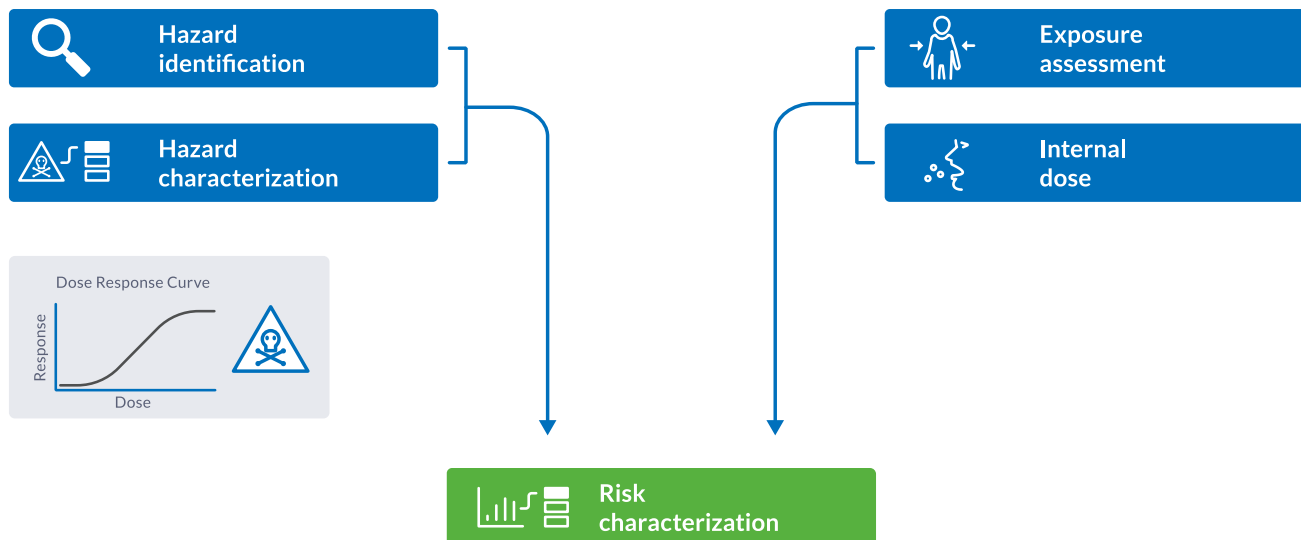 Hazard
identification
Hazard
characterization
Exposure
assessment
Internal
dose
Dose Response Curve
Response
Dose
Risk
characterization